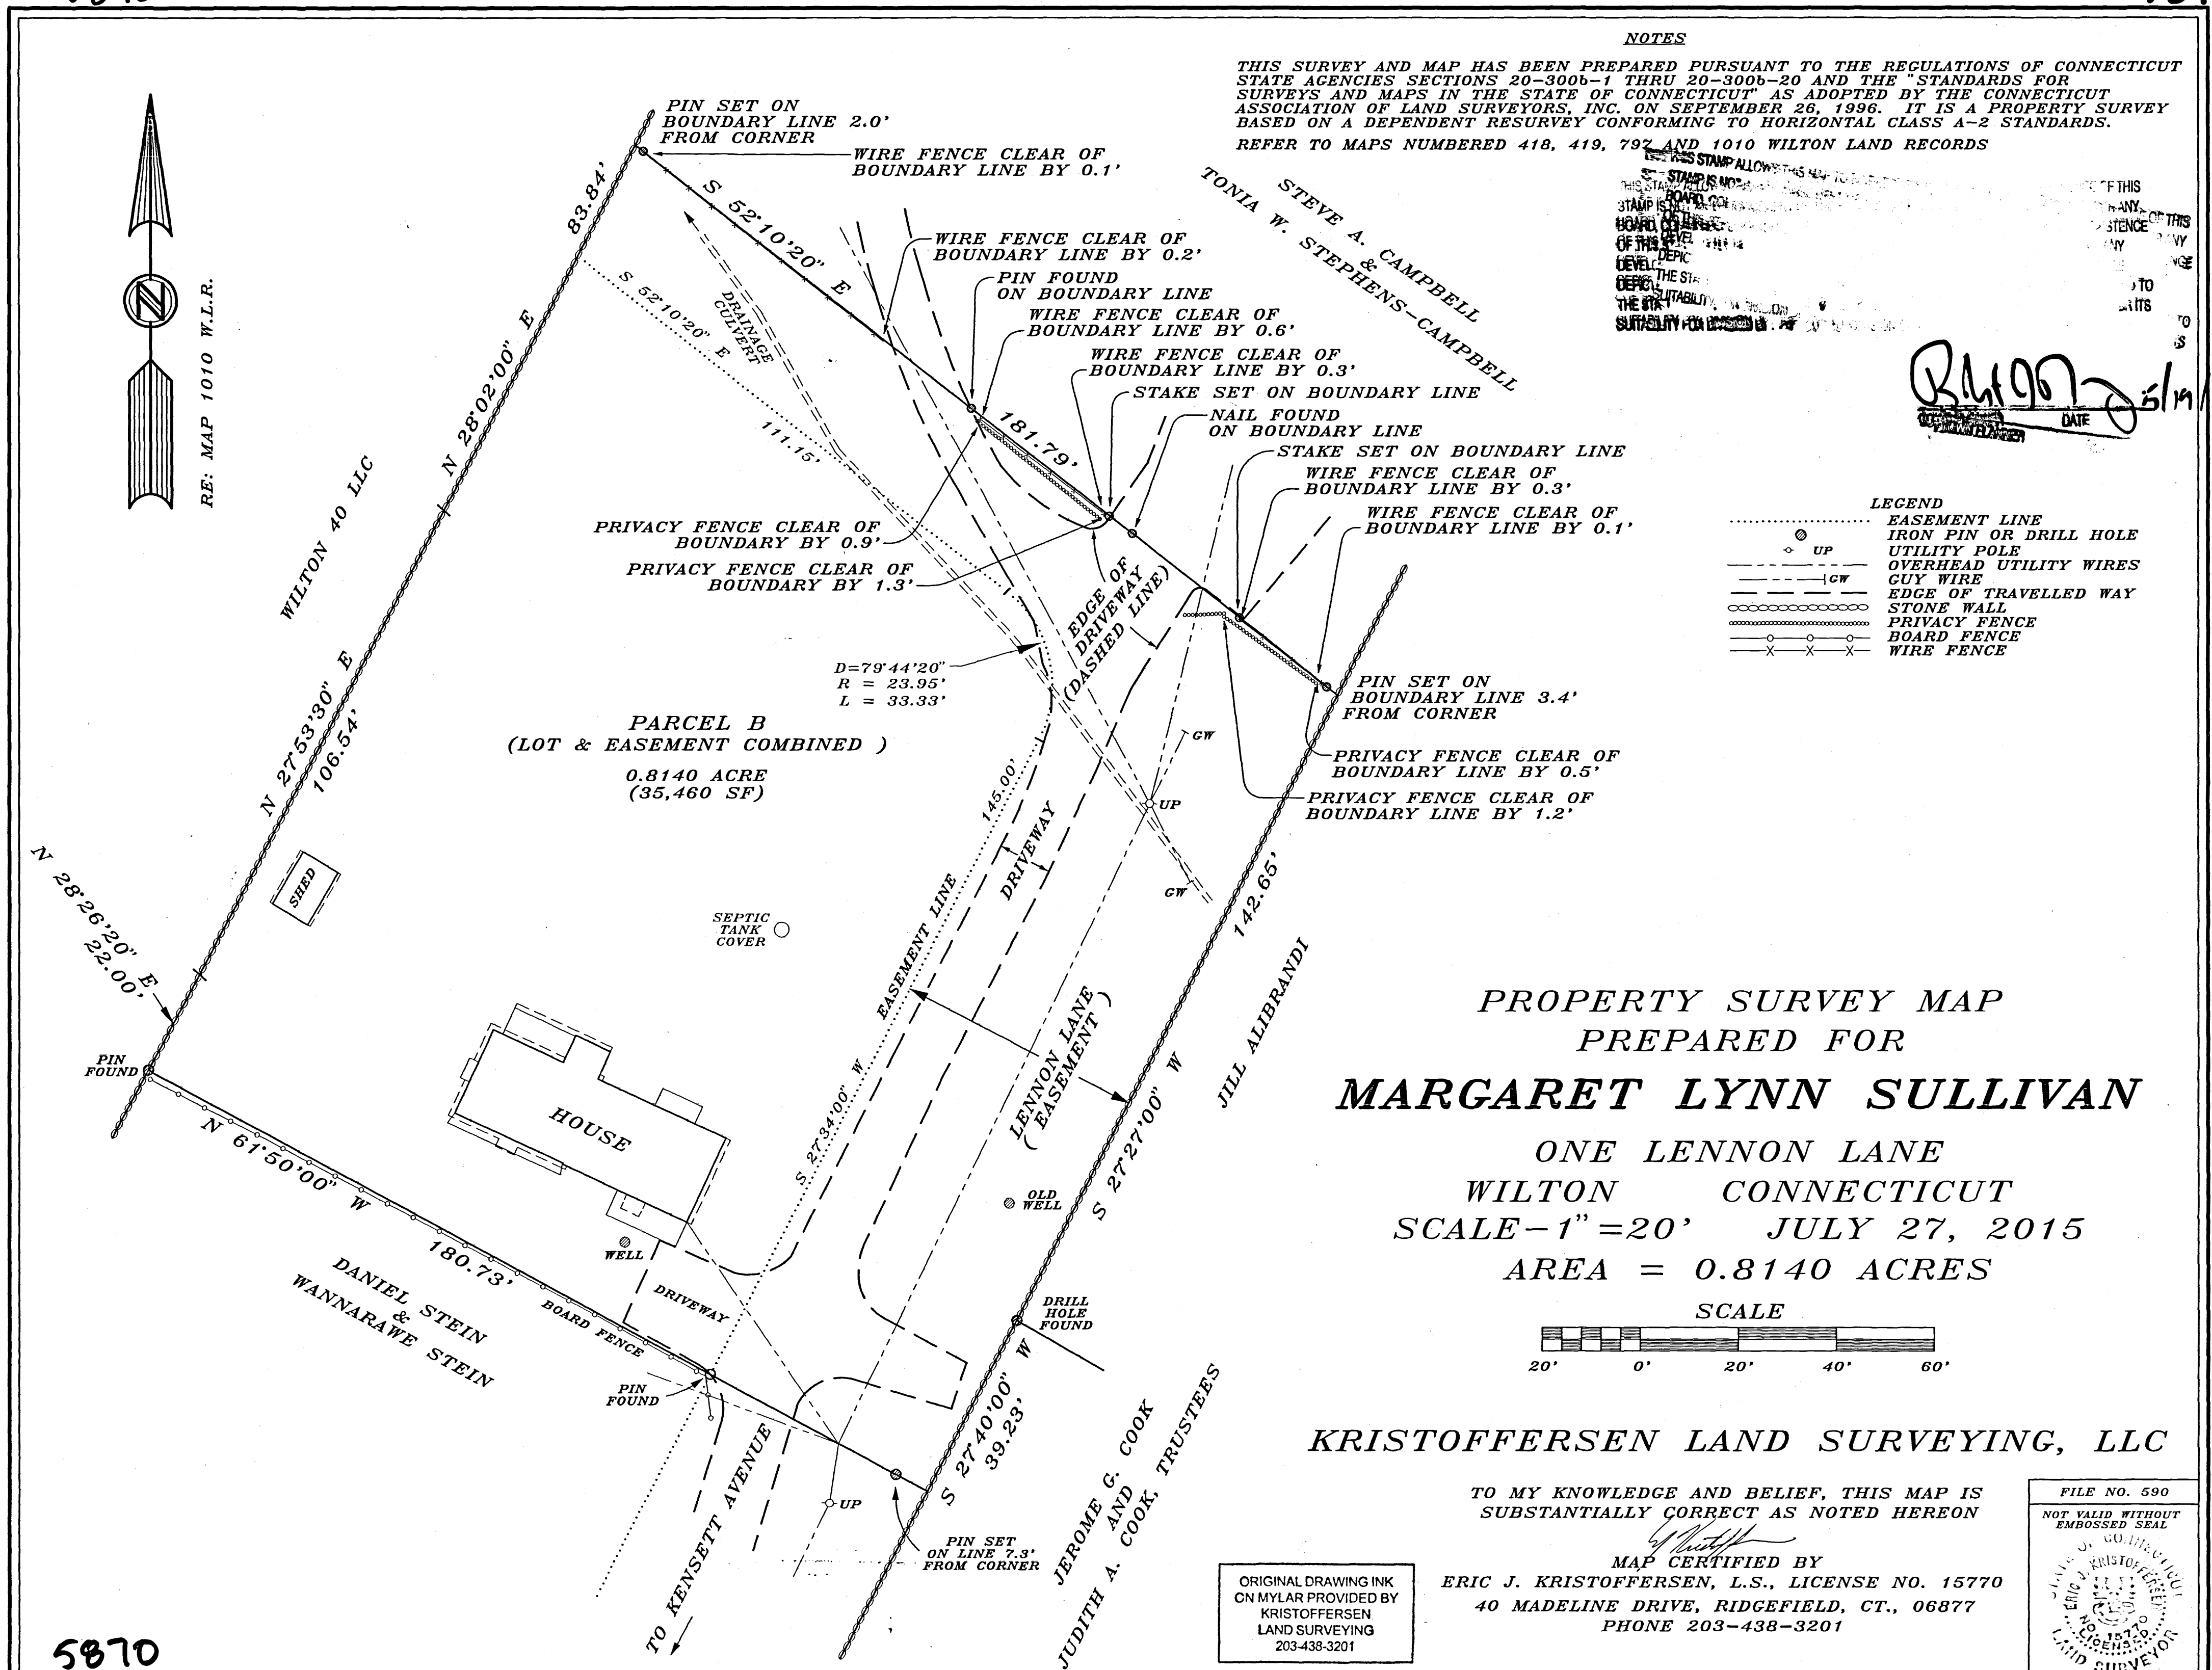 NOTES
THIS SURVEY AND MAP HAS BEEN PREPARED PURSUANT TO THE REGULATIONS OF CONNECTICUT
STATE AGENCIES SECTIONS 20-300b-1 THRU 20-300b-20 AND THE "STANDARDS FOR
SURVEYS AND MAPS IN THE STATE OF CONNECTICUT" AS ADOPTED BY THE CONNECTICUT
ASSOCIATION OF LAND SURVEYORS, INC. ON SEPTEMBER 26, 1996. IT IS A PROPERTY SURVEY
BASED ON A DEPENDENT RESURVEY CONFORMING TO HORIZONTAL CLASS A-2 STANDARDS.
REFER TO MAPS NUMBERED 418, 419, 797 AND 1010 WILTON LAND RECORDS
DATE
5/19
N
RE: MAP 1010 W.L.R.
PIN SET ON
BOUNDARY LINE 2.0'
FROM CORNER
WIRE FENCE CLEAR OF
BOUNDARY LINE BY 0.1'
S 52°10'20" E
181.79'
83.84'
N 28°02'00" E
S 52°10'20" E
111.15'
DRAINAGE
CULVERT
WIRE FENCE CLEAR OF
BOUNDARY LINE BY 0.2'
PIN FOUND
ON BOUNDARY LINE
WIRE FENCE CLEAR OF
BOUNDARY LINE BY 0.6'
WIRE FENCE CLEAR OF
BOUNDARY LINE BY 0.3'
STAKE SET ON BOUNDARY LINE
NAIL FOUND
ON BOUNDARY LINE
STAKE SET ON BOUNDARY LINE
WIRE FENCE CLEAR OF
BOUNDARY LINE BY 0.3'
WIRE FENCE CLEAR OF
BOUNDARY LINE BY 0.1'
STEVE A. CAMPBELL
&
TONIA W. STEPHENS-CAMPBELL
PRIVACY FENCE CLEAR OF
BOUNDARY BY 0.9'
PRIVACY FENCE CLEAR OF
BOUNDARY BY 1.3'
EDGE OF
DRIVEWAY
(DASHED LINE)
LEGEND
EASEMENT LINE
IRON PIN OR DRILL HOLE
UP UTILITY POLE
OVERHEAD UTILITY WIRES
GW GUY WIRE
EDGE OF TRAVELLED WAY
STONE WALL
PRIVACY FENCE
BOARD FENCE
WIRE FENCE
D=79°44'20"
R = 23.95'
L = 33.33'
WILTON 40 LLC
N 27°53'30" E
106.54'
PARCEL B
(LOT & EASEMENT COMBINED )
0.8140 ACRE
(35,460 SF)
PIN SET ON
BOUNDARY LINE 3.4'
FROM CORNER
PRIVACY FENCE CLEAR OF
BOUNDARY LINE BY 0.5'
PRIVACY FENCE CLEAR OF
BOUNDARY LINE BY 1.2'
GW
UP
GW
145.00'
DRIVEWAY
EASEMENT LINE
S 27°34'00" W
142.65'
S 27°27'00" W
JILL ALIBRANDI
N 28°26'20" E
22.00'
SHED
SEPTIC
TANK
COVER
LENNON LANE
( EASEMENT )
PIN
FOUND
HOUSE
OLD
WELL
WELL
N 61°50'00" W
180.73'
BOARD FENCE
DRIVEWAY
DANIEL STEIN
&
WANNARAWE STEIN
PIN
FOUND
DRILL
HOLE
FOUND
S 27°40'00" W
39.23'
UP
PIN SET
ON LINE 7.3'
FROM CORNER
TO KENSETT AVENUE
JEROME G. COOK
AND
JUDITH A. COOK, TRUSTEES
PROPERTY SURVEY MAP
PREPARED FOR
MARGARET LYNN SULLIVAN
ONE LENNON LANE
WILTON CONNECTICUT
SCALE-1"=20' JULY 27, 2015
AREA = 0.8140 ACRES
SCALE
20' 0' 20' 40' 60'
KRISTOFFERSEN LAND SURVEYING, LLC
TO MY KNOWLEDGE AND BELIEF, THIS MAP IS
SUBSTANTIALLY CORRECT AS NOTED HEREON
MAP CERTIFIED BY
ERIC J. KRISTOFFERSEN, L.S., LICENSE NO. 15770
40 MADELINE DRIVE, RIDGEFIELD, CT., 06877
PHONE 203-438-3201
ORIGINAL DRAWING INK
ON MYLAR PROVIDED BY
KRISTOFFERSEN
LAND SURVEYING
203-438-3201
FILE NO. 590
NOT VALID WITHOUT
EMBOSSED SEAL
STATE OF CONNECTICUT
ERIC J. KRISTOFFERSEN
NO. 15770
LICENSED
LAND SURVEYOR
5870